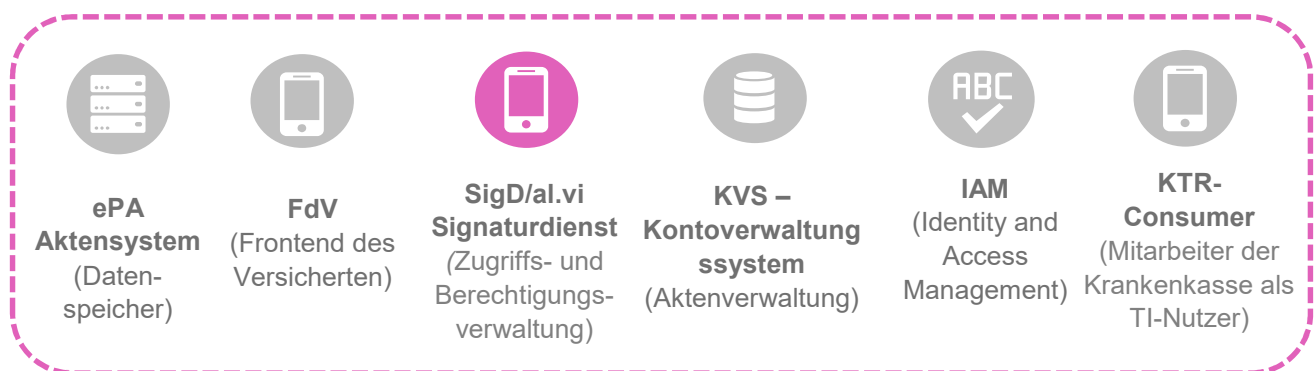 ABC
ePA
Aktensystem
(Daten-
speicher)
FdV
(Frontend des
Versicherten)
SigD/al.vi
Signaturdienst
(Zugriffs- und
Berechtigungs-
verwaltung)
KVS –
Kontoverwaltung
ssystem
(Aktenverwaltung)
IAM
(Identity and
Access
Management)
KTR-
Consumer
(Mitarbeiter der
Krankenkasse als
TI-Nutzer)